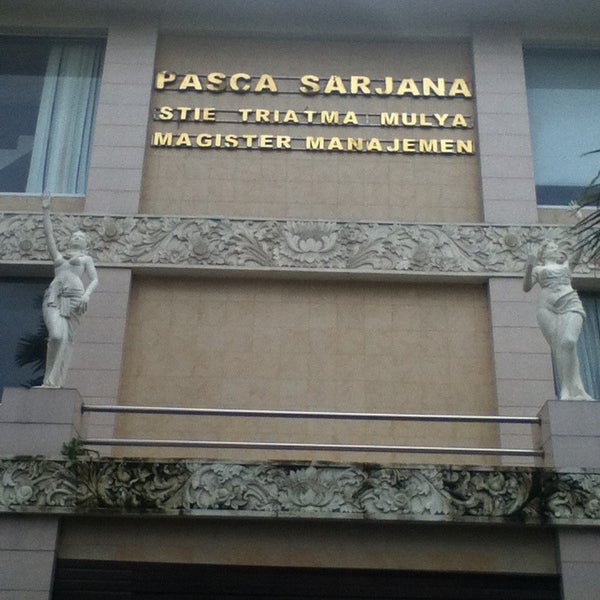 PASCA SARJANA
STIE TRIATMA MULYA
MAGISTER MANAJEMEN